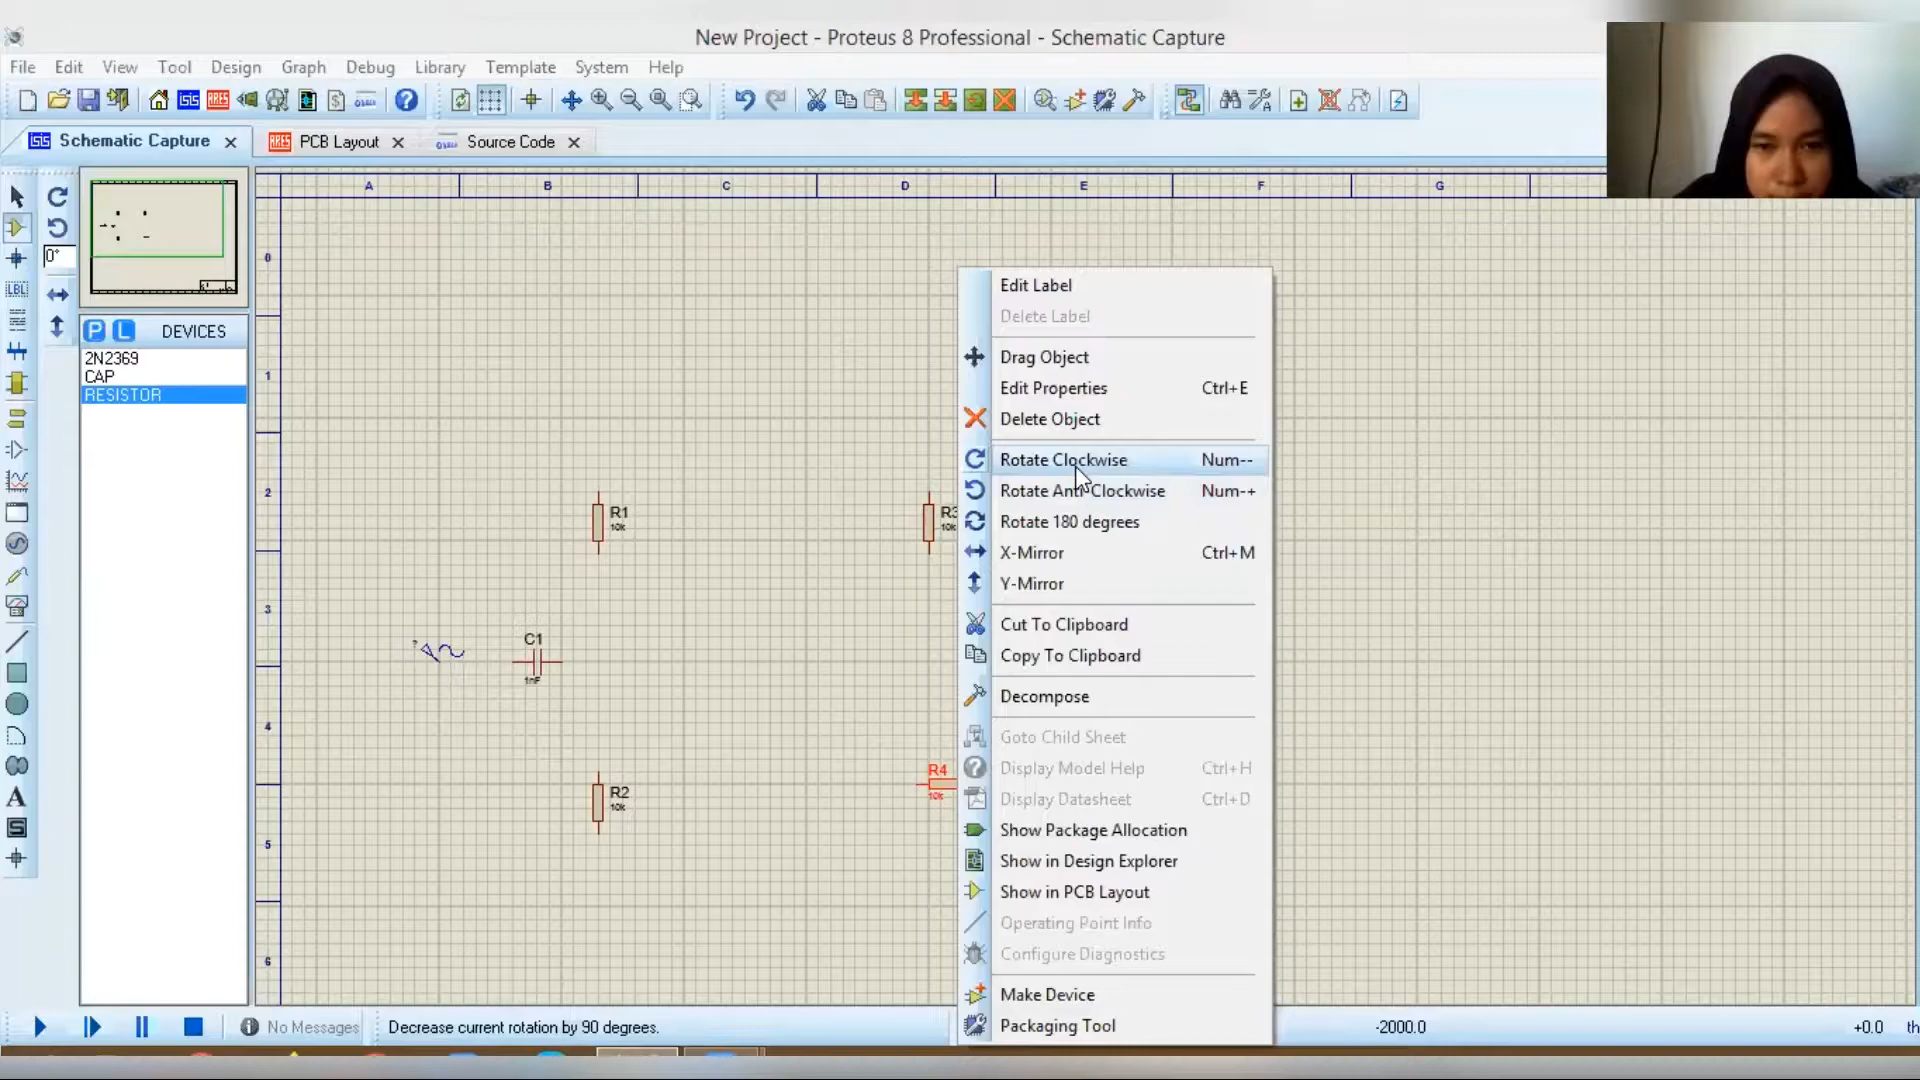 New Project - Proteus 8 Professional - Schematic Capture
File Edit View Tool Design Graph Debug Library Template System Help
Schematic Capture
PCB Layout
Source Code
A B C D E F G
0°
P L DEVICES
2N2369
CAP
RESISTOR
LBL
A
S
0
1
2
3
4
5
6
R1
10k
R3
10k
C1
1nF
?
R2
10k
R4
10k
Edit Label
Delete Label
Drag Object
Edit Properties Ctrl+E
Delete Object
Rotate Clockwise Num--
Rotate Anti-Clockwise Num-+
Rotate 180 degrees
X-Mirror Ctrl+M
Y-Mirror
Cut To Clipboard
Copy To Clipboard
Decompose
Goto Child Sheet
Display Model Help Ctrl+H
Display Datasheet Ctrl+D
Show Package Allocation
Show in Design Explorer
Show in PCB Layout
Operating Point Info
Configure Diagnostics
Make Device
Packaging Tool
No Messages
Decrease current rotation by 90 degrees.
-2000.0
+0.0
th